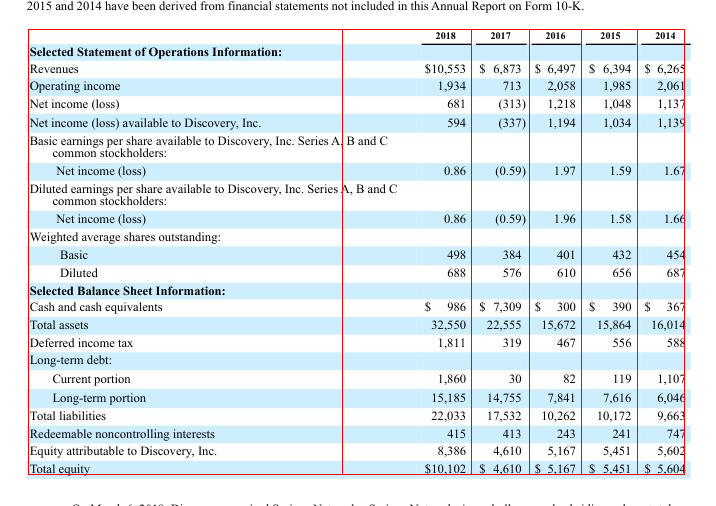 2015 and 2014 have been derived from financial statements not included in this Annual Report on Form 10-K.
2018 2017 2016 2015 2014
Selected Statement of Operations Information:
Revenues $10,553 $ 6,873 $ 6,497 $ 6,394 $ 6,265
Operating income 1,934 713 2,058 1,985 2,061
Net income (loss) 681 (313) 1,218 1,048 1,137
Net income (loss) available to Discovery, Inc. 594 (337) 1,194 1,034 1,139
Basic earnings per share available to Discovery, Inc. Series A, B and C
common stockholders:
Net income (loss) 0.86 (0.59) 1.97 1.59 1.67
Diluted earnings per share available to Discovery, Inc. Series A, B and C
common stockholders:
Net income (loss) 0.86 (0.59) 1.96 1.58 1.66
Weighted average shares outstanding:
Basic 498 384 401 432 454
Diluted 688 576 610 656 687
Selected Balance Sheet Information:
Cash and cash equivalents $ 986 $ 7,309 $ 300 $ 390 $ 367
Total assets 32,550 22,555 15,672 15,864 16,014
Deferred income tax 1,811 319 467 556 588
Long-term debt:
Current portion 1,860 30 82 119 1,107
Long-term portion 15,185 14,755 7,841 7,616 6,046
Total liabilities 22,033 17,532 10,262 10,172 9,663
Redeemable noncontrolling interests 415 413 243 241 747
Equity attributable to Discovery, Inc. 8,386 4,610 5,167 5,451 5,602
Total equity $10,102 $ 4,610 $ 5,167 $ 5,451 $ 5,604